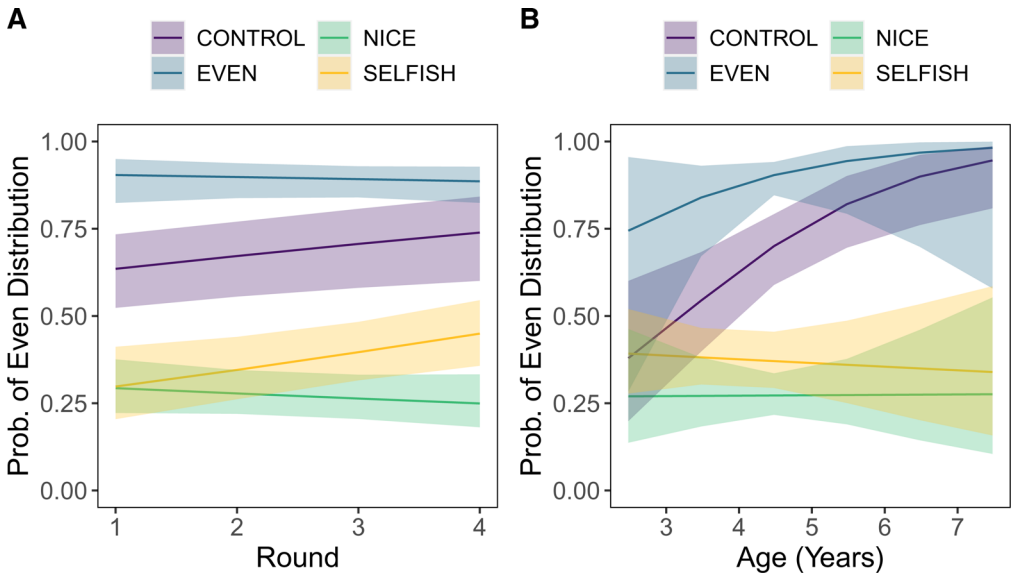 A
CONTROL NICE
EVEN SELFISH
Prob. of Even Distribution
1.00
0.75
0.50
0.25
0.00
1 2 3 4
Round
B
CONTROL NICE
EVEN SELFISH
Prob. of Even Distribution
1.00
0.75
0.50
0.25
0.00
3 4 5 6 7
Age (Years)